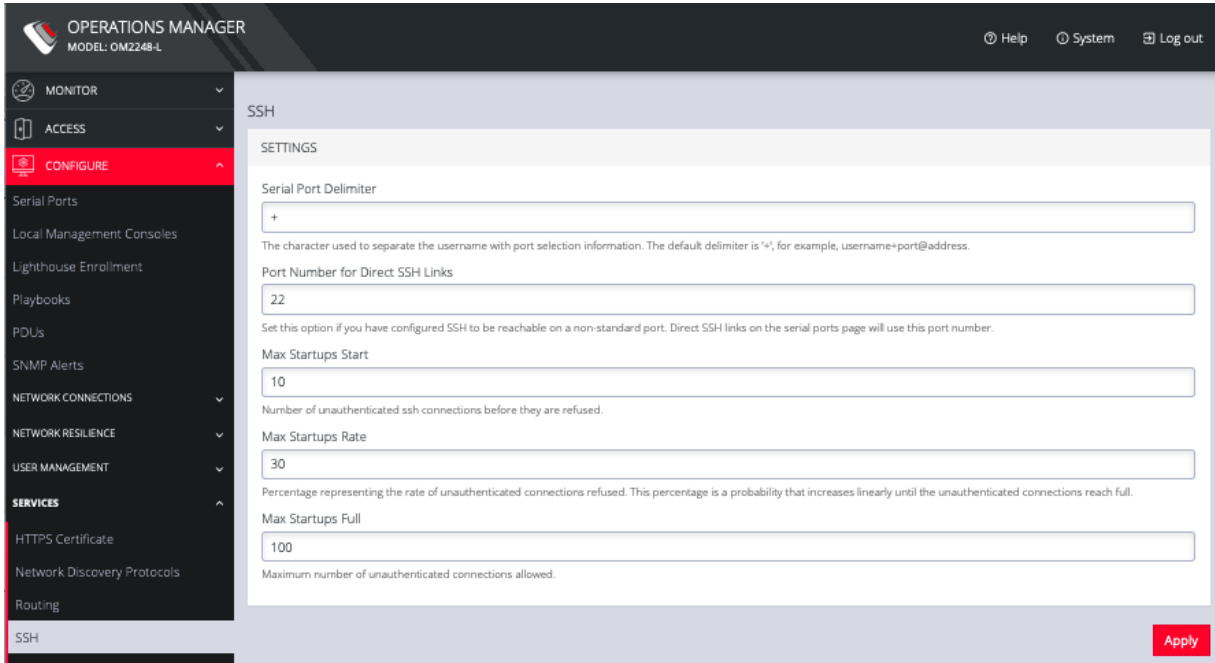 OPERATIONS MANAGER
MODEL: OM2248-L
Help
System
Log out
MONITOR
ACCESS
CONFIGURE
Serial Ports
Local Management Consoles
Lighthouse Enrollment
Playbooks
PDUs
SNMP Alerts
NETWORK CONNECTIONS
NETWORK RESILIENCE
USER MANAGEMENT
SERVICES
HTTPS Certificate
Network Discovery Protocols
Routing
SSH
SSH
SETTINGS
Serial Port Delimiter
+
The character used to separate the username with port selection information. The default delimiter is '+', for example, username+port@address.
Port Number for Direct SSH Links
22
Set this option if you have configured SSH to be reachable on a non-standard port. Direct SSH links on the serial ports page will use this port number.
Max Startups Start
10
Number of unauthenticated ssh connections before they are refused.
Max Startups Rate
30
Percentage representing the rate of unauthenticated connections refused. This percentage is a probability that increases linearly until the unauthenticated connections reach full.
Max Startups Full
100
Maximum number of unauthenticated connections allowed.
Apply